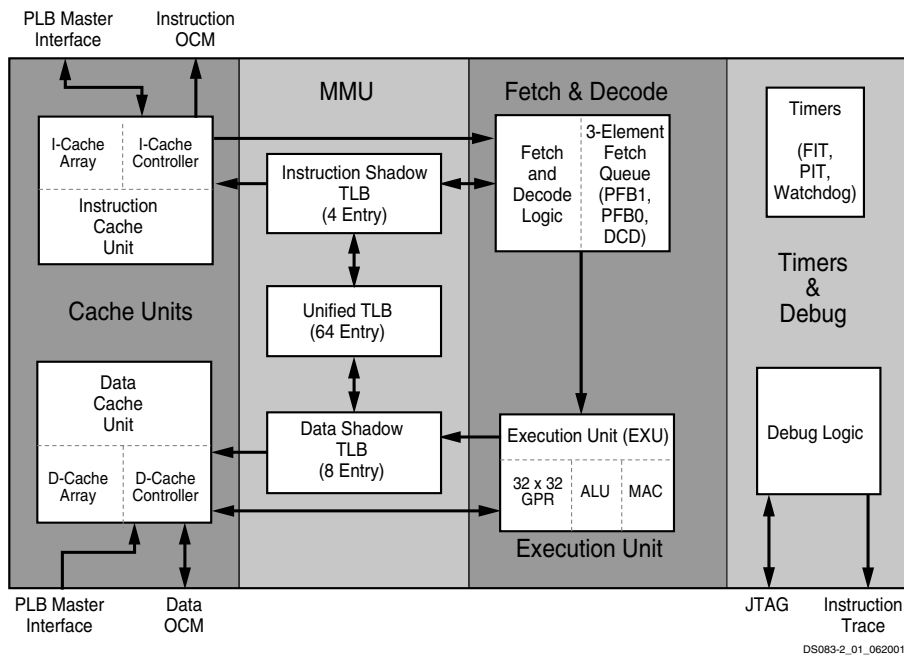 PLB Master
Interface
Instruction
OCM
MMU
Fetch & Decode
I-Cache
Array
I-Cache
Controller
Instruction
Cache
Unit
Instruction Shadow
TLB
(4 Entry)
Fetch
and
Decode
Logic
3-Element
Fetch
Queue
(PFB1,
PFB0,
DCD)
Timers
(FIT,
PIT,
Watchdog)
Cache Units
Unified TLB
(64 Entry)
Timers
&
Debug
Data
Cache
Unit
D-Cache
Array
D-Cache
Controller
Data Shadow
TLB
(8 Entry)
Execution Unit (EXU)
32 x 32
GPR
ALU
MAC
Execution Unit
Debug Logic
PLB Master
Interface
Data
OCM
JTAG
Instruction
Trace
DS083-2_01_062001